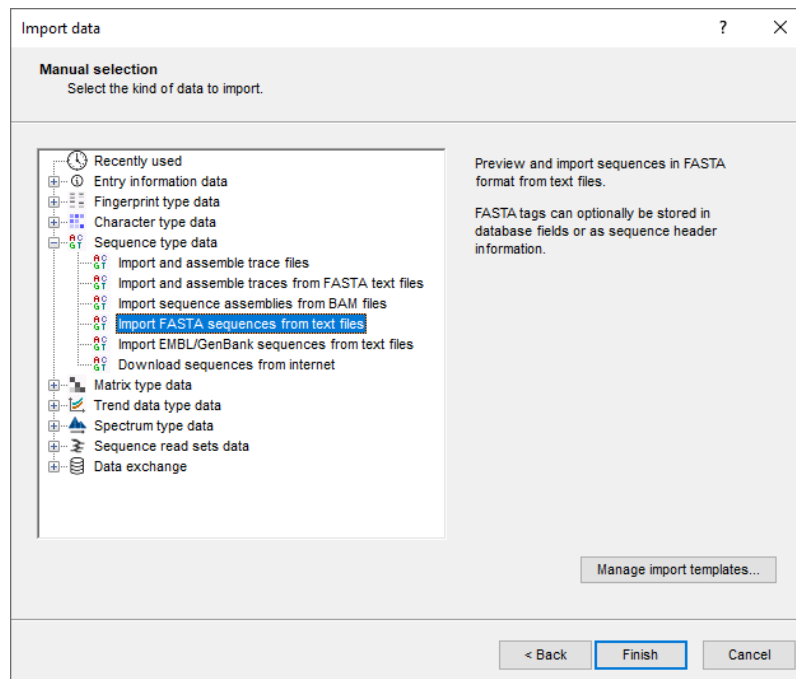 Import data
?
Manual selection
Select the kind of data to import.
Recently used
Entry information data
Fingerprint type data
Character type data
Sequence type data
Import and assemble trace files
Import and assemble traces from FASTA text files
Import sequence assemblies from BAM files
Import FASTA sequences from text files
Import EMBL/GenBank sequences from text files
Download sequences from internet
Matrix type data
Trend data type data
Spectrum type data
Sequence read sets data
Data exchange
Preview and import sequences in FASTA
format from text files.
FASTA tags can optionally be stored in
database fields or as sequence header
information.
Manage import templates...
< Back
Finish
Cancel